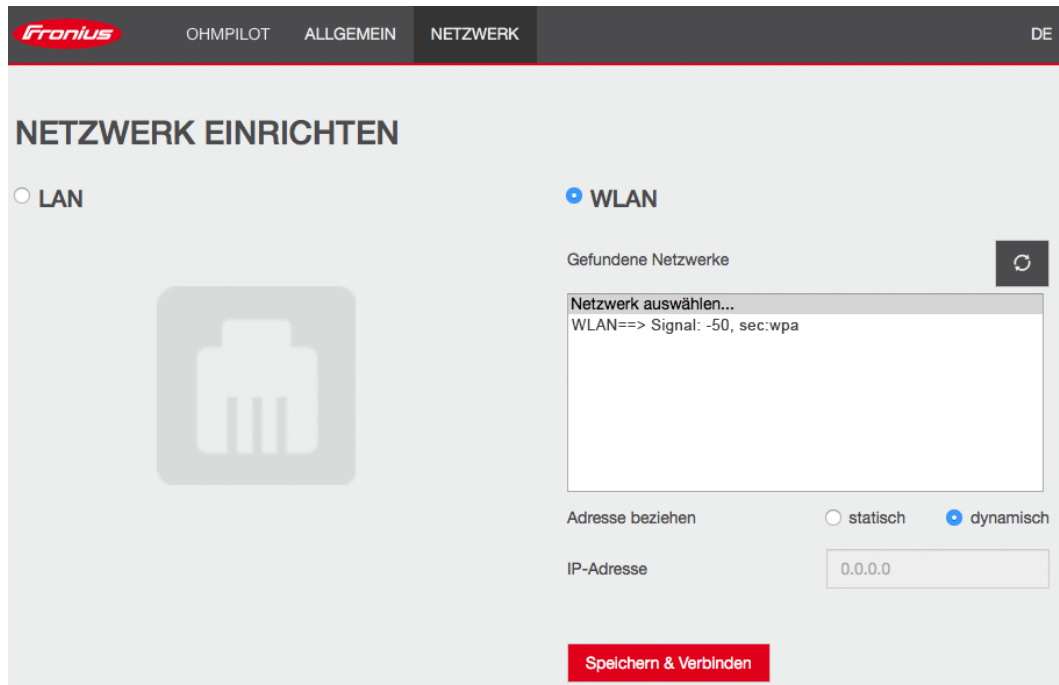 Fronius OHMPILOT ALLGEMEIN NETZWERK DE
NETZWERK EINRICHTEN
LAN
WLAN
Gefundene Netzwerke
Netzwerk auswählen...
WLAN==> Signal: -50, sec:wpa
Adresse beziehen statisch dynamisch
IP-Adresse 0.0.0.0
Speichern & Verbinden